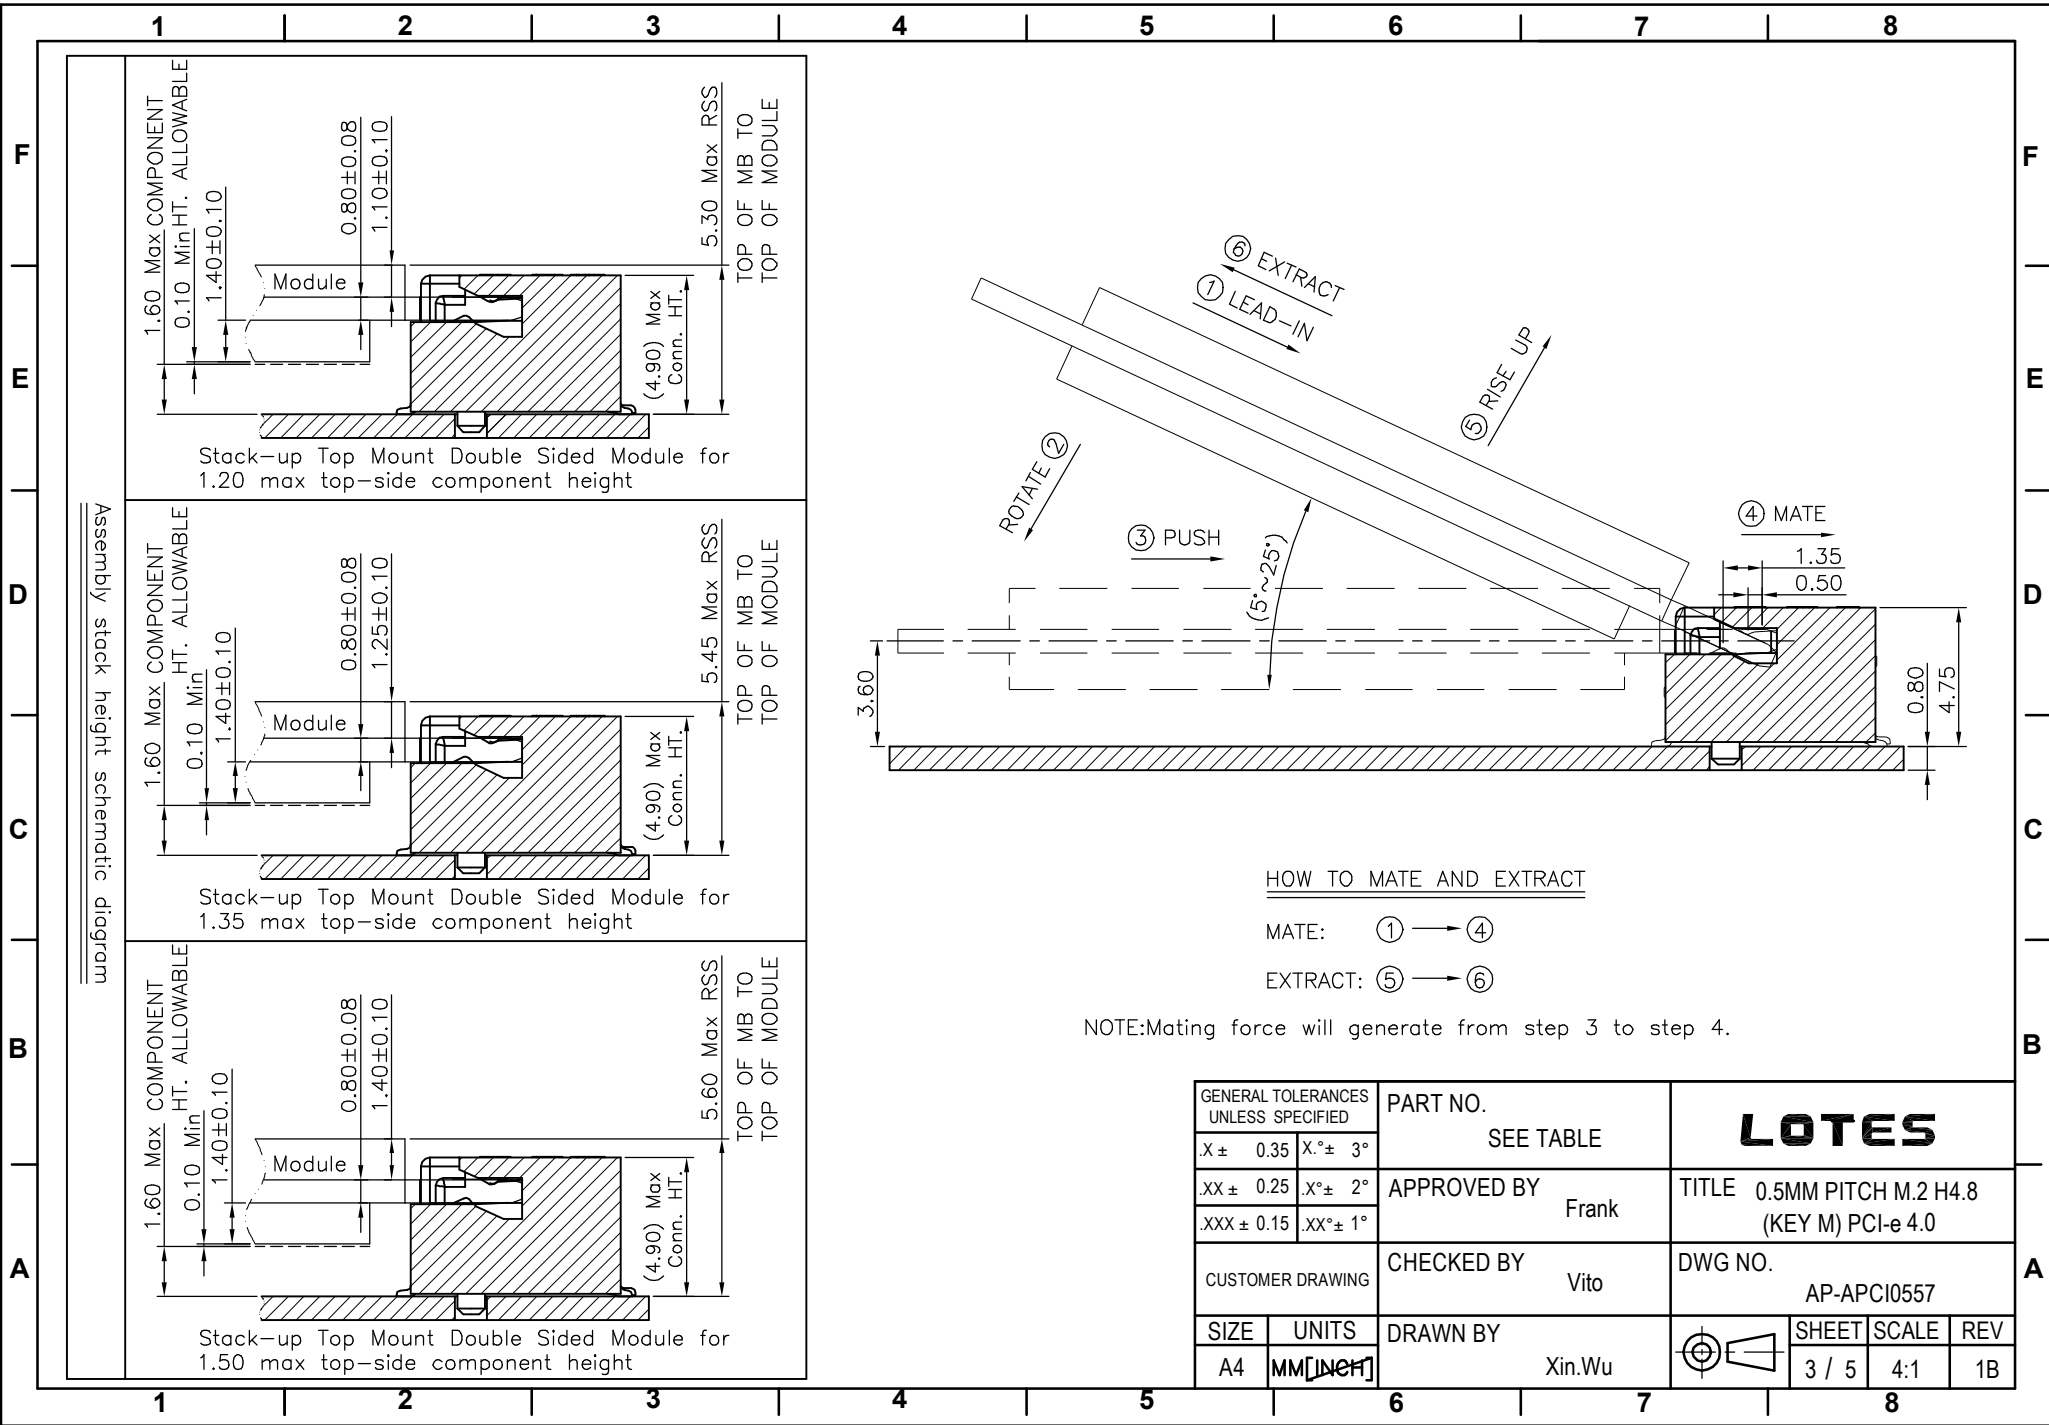 1 2 3 4 5 6 7 8
F
E
D
C
B
A
F
E
D
C
B
A
1 2 3 4 5 6 7 8
Assembly stack height schematic diagram
1.60 Max COMPONENT
HT. ALLOWABLE
0.10 Min
1.40±0.10
0.80±0.08
1.10±0.10
5.30 Max RSS
TOP OF MB TO
TOP OF MODULE
Module
(4.90) Max
Conn. HT.
Stack-up Top Mount Double Sided Module for
1.20 max top-side component height
1.60 Max COMPONENT
HT. ALLOWABLE
0.10 Min
1.40±0.10
0.80±0.08
1.25±0.10
5.45 Max RSS
TOP OF MB TO
TOP OF MODULE
Module
(4.90) Max
Conn. HT.
Stack-up Top Mount Double Sided Module for
1.35 max top-side component height
1.60 Max COMPONENT
HT. ALLOWABLE
0.10 Min
1.40±0.10
0.80±0.08
1.40±0.10
5.60 Max RSS
TOP OF MB TO
TOP OF MODULE
Module
(4.90) Max
Conn. HT.
Stack-up Top Mount Double Sided Module for
1.50 max top-side component height
⑥ EXTRACT
① LEAD-IN
⑤ RISE UP
ROTATE ②
③ PUSH
④ MATE
1.35
0.50
(5°~25°)
3.60
0.80
4.75
HOW TO MATE AND EXTRACT
MATE: ① → ④
EXTRACT: ⑤ → ⑥
NOTE:Mating force will generate from step 3 to step 4.
GENERAL TOLERANCES
UNLESS SPECIFIED
.X ± 0.35 X.°± 3°
.XX ± 0.25 .X°± 2°
.XXX ± 0.15 .XX°± 1°
CUSTOMER DRAWING
SIZE UNITS
A4 MM[INCH]
PART NO.
SEE TABLE
APPROVED BY
Frank
CHECKED BY
Vito
DRAWN BY
Xin.Wu
LOTES
TITLE 0.5MM PITCH M.2 H4.8
(KEY M) PCI-e 4.0
DWG NO.
AP-APCI0557
SHEET SCALE REV
3 / 5 4:1 1B